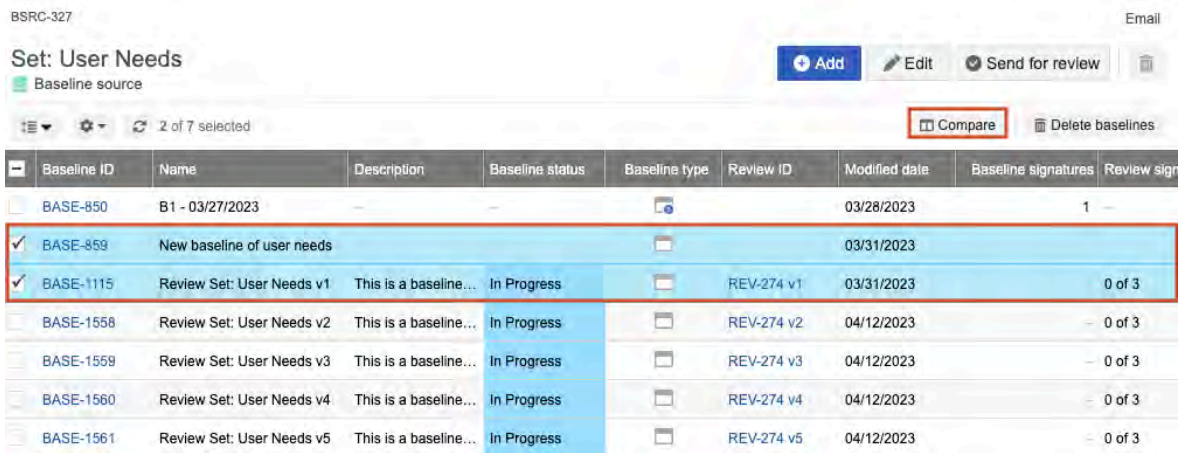 BSRC-327
Email
Set: User Needs
Add Edit Send for review
Baseline source
2 of 7 selected Compare Delete baselines
Baseline ID Name Description Baseline status Baseline type Review ID Modified date Baseline signatures Review sign
BASE-850 B1 - 03/27/2023 – – 03/28/2023 1 –
BASE-859 New baseline of user needs 03/31/2023
BASE-1115 Review Set: User Needs v1 This is a baseline... In Progress REV-274 v1 03/31/2023 0 of 3
BASE-1558 Review Set: User Needs v2 This is a baseline... In Progress REV-274 v2 04/12/2023 – 0 of 3
BASE-1559 Review Set: User Needs v3 This is a baseline... In Progress REV-274 v3 04/12/2023 – 0 of 3
BASE-1560 Review Set: User Needs v4 This is a baseline... In Progress REV-274 v4 04/12/2023 – 0 of 3
BASE-1561 Review Set: User Needs v5 This is a baseline... In Progress REV-274 v5 04/12/2023 – 0 of 3